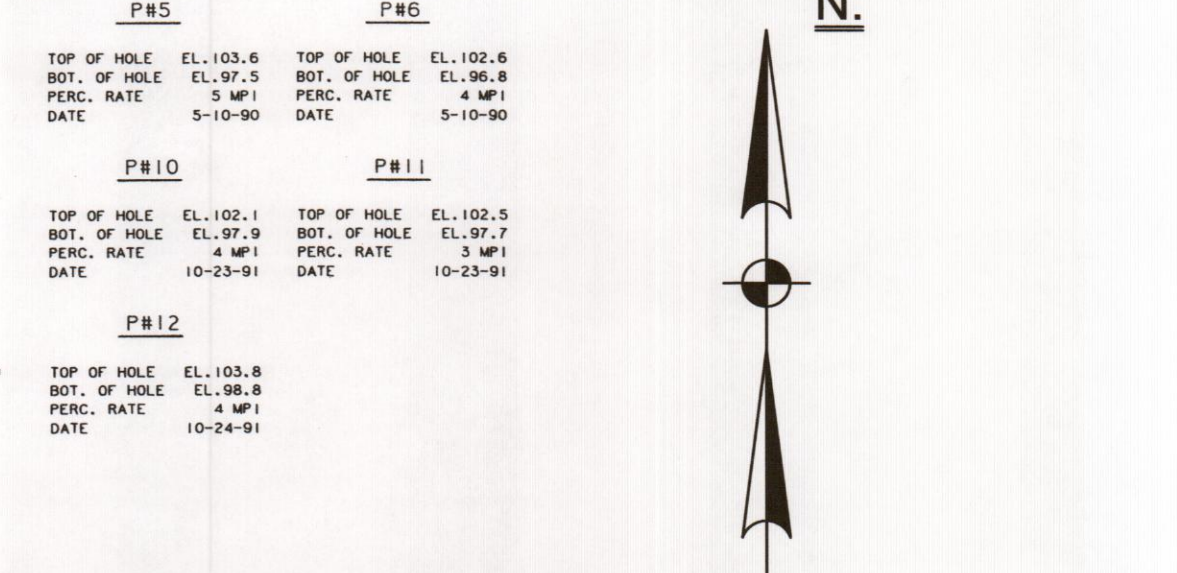 P#5
TOP OF HOLE EL.103.6
BOT. OF HOLE EL.97.5
PERC. RATE 5 MPI
DATE 5-10-90
P#6
TOP OF HOLE EL.102.6
BOT. OF HOLE EL.96.8
PERC. RATE 4 MPI
DATE 5-10-90
N.
P#10
TOP OF HOLE EL.102.1
BOT. OF HOLE EL.97.9
PERC. RATE 4 MPI
DATE 10-23-91
P#11
TOP OF HOLE EL.102.5
BOT. OF HOLE EL.97.7
PERC. RATE 3 MPI
DATE 10-23-91
P#12
TOP OF HOLE EL.103.8
BOT. OF HOLE EL.98.8
PERC. RATE 4 MPI
DATE 10-24-91